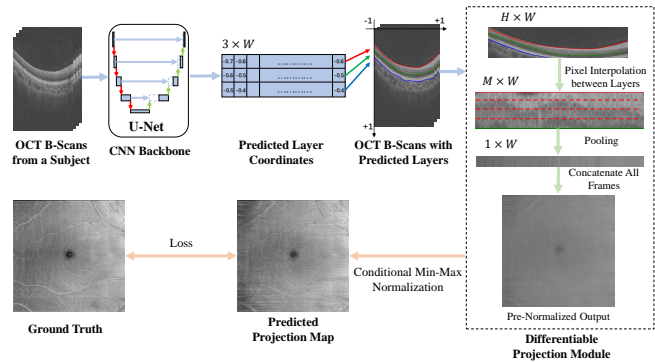 3 × W
-0.7 -0.6 ............ -0.6
-0.6 -0.5 ............ -0.5
-0.5 -0.4 ............ -0.4
U-Net
-1
+1
+1
OCT B-Scans
from a Subject
CNN Backbone
Predicted Layer
Coordinates
OCT B-Scans with
Predicted Layers
H × W
Pixel Interpolation
between Layers
M × W
Pooling
1 × W
Concatenate All
Frames
Pre-Normalized Output
Differentiable
Projection Module
Conditional Min-Max
Normalization
Predicted
Projection Map
Loss
Ground Truth